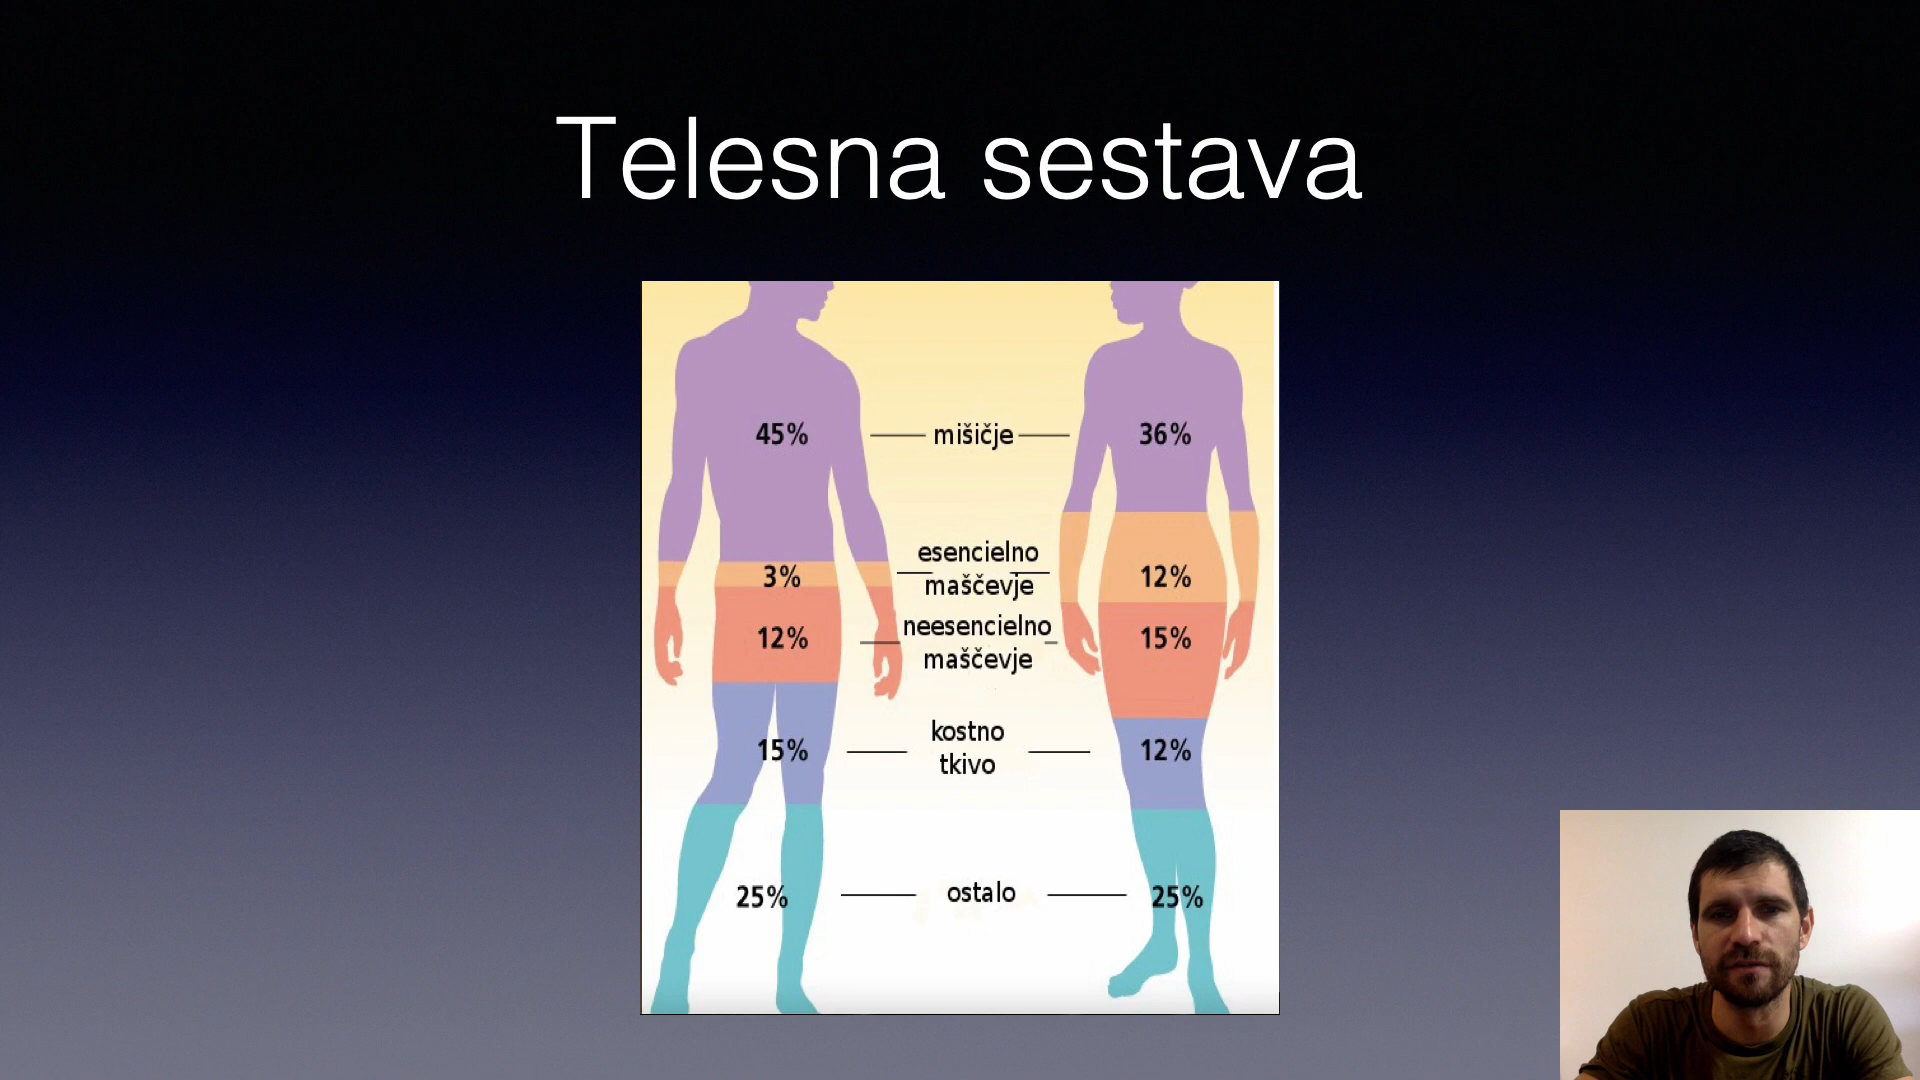 Telesna sestava
45% mišičje 36%
esencielno
3% maščevje 12%
neesencielno
12% 15%
maščevje
kostno
15% 12%
tkivo
25% ostalo 25%